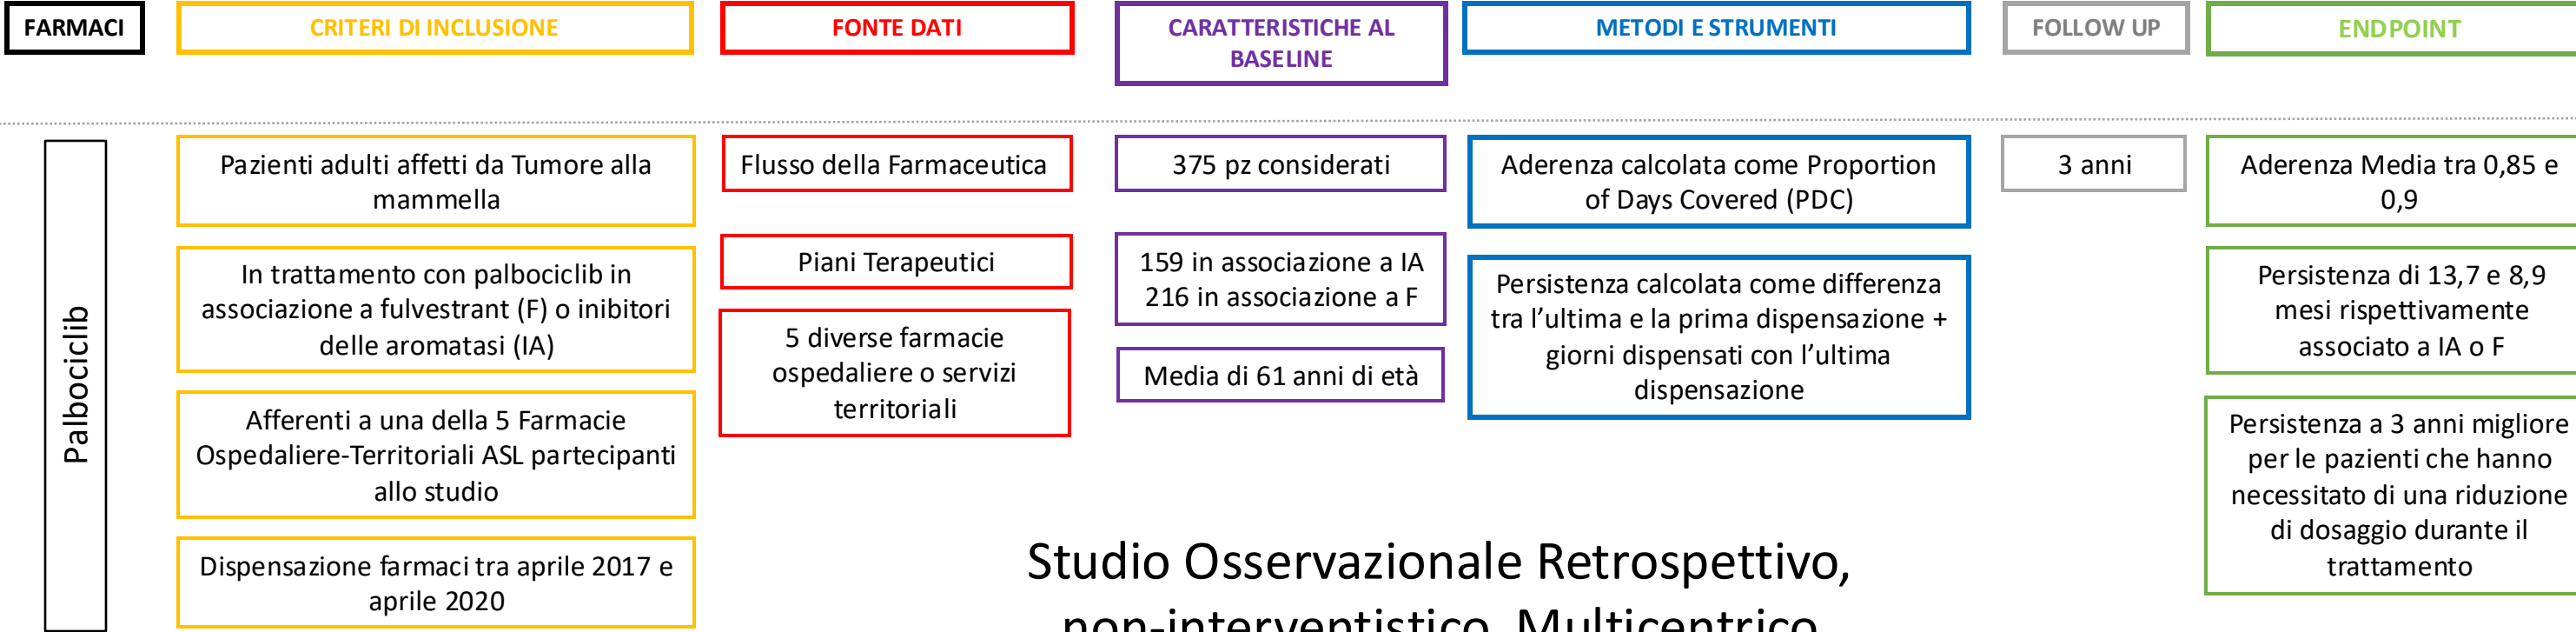 FARMACI
CRITERI DI INCLUSIONE
FONTE DATI
CARATTERISTICHE AL
BASELINE
METODI E STRUMENTI
FOLLOW UP
ENDPOINT
Palbociclib
Pazienti adulti affetti da Tumore alla
mammella
In trattamento con palbociclib in
associazione a fulvestrant (F) o inibitori
delle aromatasi (IA)
Afferenti a una della 5 Farmacie
Ospedaliere-Territoriali ASL partecipanti
allo studio
Dispensazione farmaci tra aprile 2017 e
aprile 2020
Flusso della Farmaceutica
Piani Terapeutici
5 diverse farmacie
ospedaliere o servizi
territoriali
375 pz considerati
159 in associazione a IA
216 in associazione a F
Media di 61 anni di età
Aderenza calcolata come Proportion
of Days Covered (PDC)
Persistenza calcolata come differenza
tra l’ultima e la prima dispensazione +
giorni dispensati con l’ultima
dispensazione
3 anni
Aderenza Media tra 0,85 e
0,9
Persistenza di 13,7 e 8,9
mesi rispettivamente
associato a IA o F
Persistenza a 3 anni migliore
per le pazienti che hanno
necessitato di una riduzione
di dosaggio durante il
trattamento
Studio Osservazionale Retrospettivo,
non-interventistico, Multicentrico